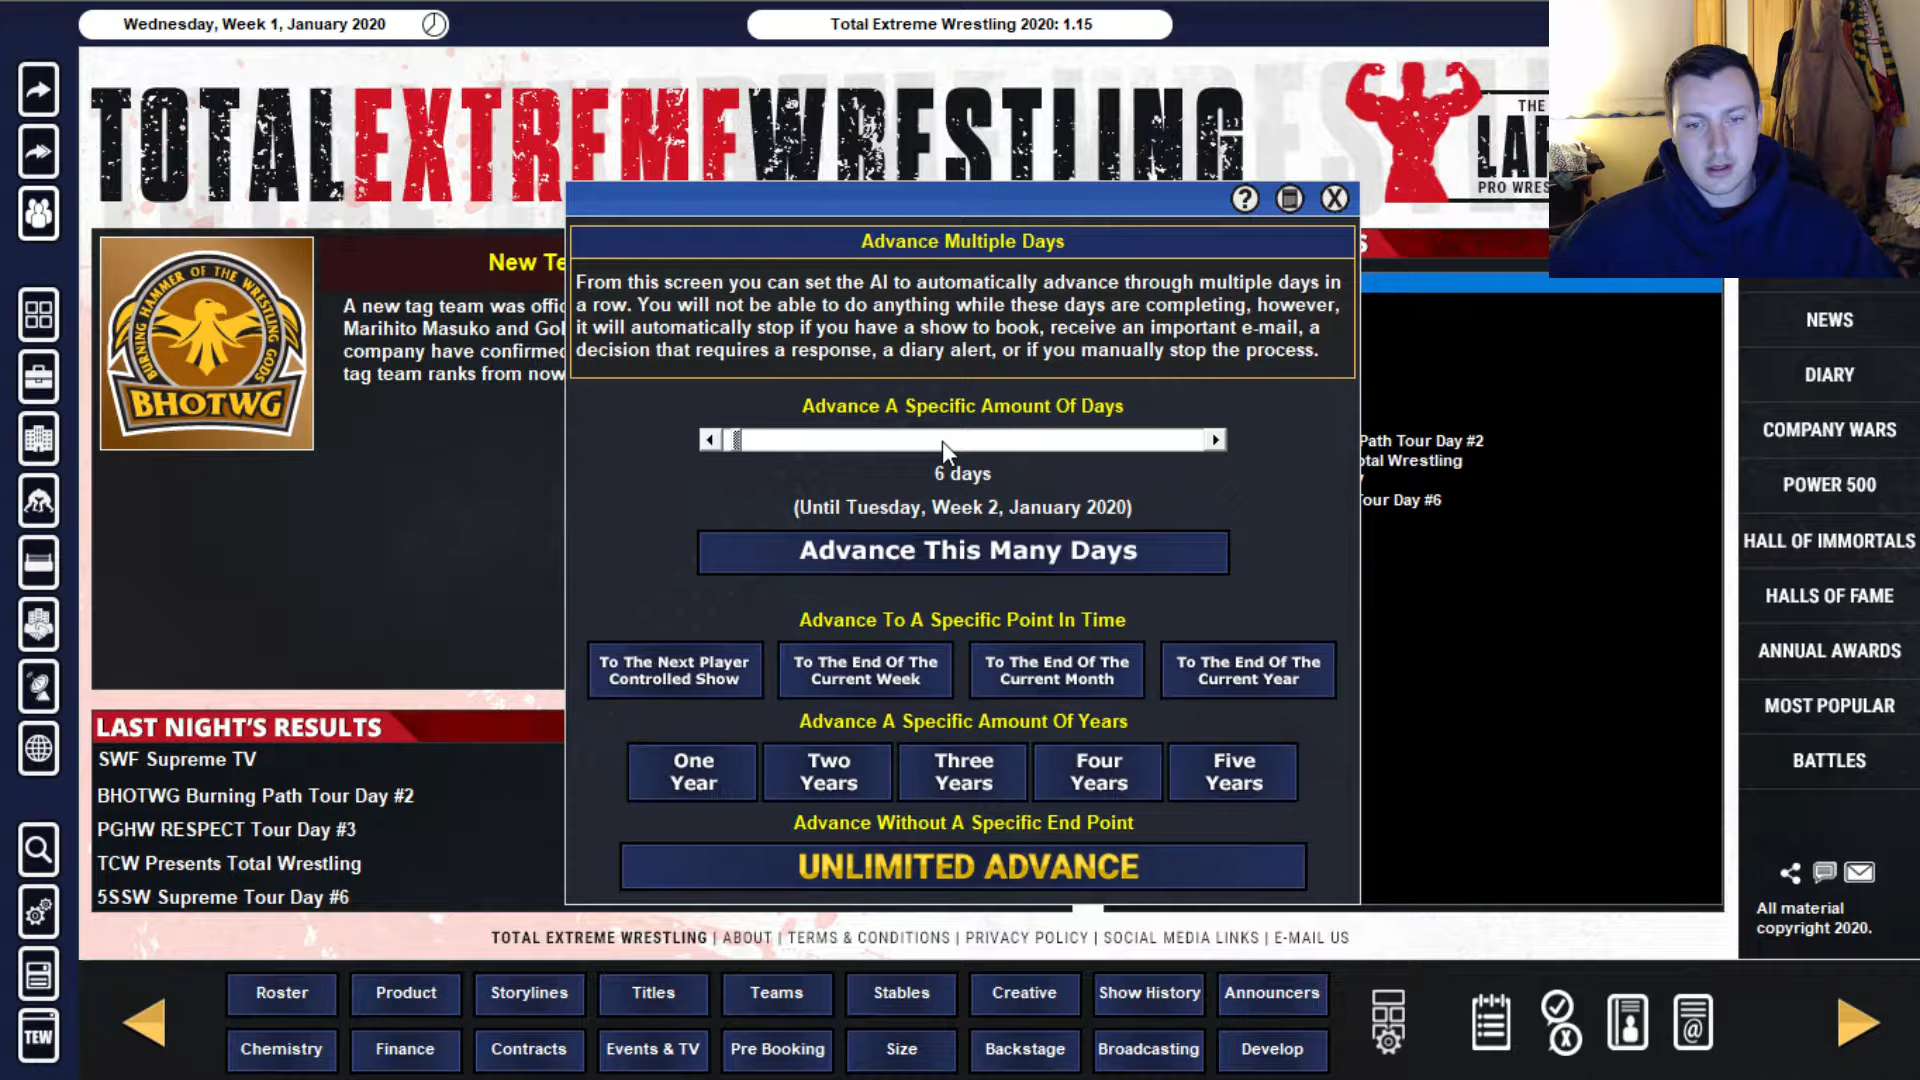 Wednesday, Week 1, January 2020
Total Extreme Wrestling 2020: 1.15
TOTALEXTREMEWRESTLING
THE
LA
PRO WRES
S
BURNING HAMMER OF THE WRESTLING GODS
BHOTWG
New Te
A new tag team was offic
Marihito Masuko and Gol
company have confirmed
tag team ranks from now
?
X
Advance Multiple Days
From this screen you can set the AI to automatically advance through multiple days in
a row. You will not be able to do anything while these days are completing, however,
it will automatically stop if you have a show to book, receive an important e-mail, a
decision that requires a response, a diary alert, or if you manually stop the process.
Advance A Specific Amount Of Days
6 days
(Until Tuesday, Week 2, January 2020)
Advance This Many Days
Advance To A Specific Point In Time
To The Next Player
Controlled Show
To The End Of The
Current Week
To The End Of The
Current Month
To The End Of The
Current Year
Advance A Specific Amount Of Years
One
Year
Two
Years
Three
Years
Four
Years
Five
Years
Advance Without A Specific End Point
UNLIMITED ADVANCE
Path Tour Day #2
otal Wrestling
our Day #6
LAST NIGHT'S RESULTS
SWF Supreme TV
BHOTWG Burning Path Tour Day #2
PGHW RESPECT Tour Day #3
TCW Presents Total Wrestling
5SSW Supreme Tour Day #6
NEWS
DIARY
COMPANY WARS
POWER 500
HALL OF IMMORTALS
HALLS OF FAME
ANNUAL AWARDS
MOST POPULAR
BATTLES
All material
copyright 2020.
TOTAL EXTREME WRESTLING | ABOUT | TERMS & CONDITIONS | PRIVACY POLICY | SOCIAL MEDIA LINKS | E-MAIL US
Roster
Product
Storylines
Titles
Teams
Stables
Creative
Show History
Announcers
Chemistry
Finance
Contracts
Events & TV
Pre Booking
Size
Backstage
Broadcasting
Develop
TEW
@